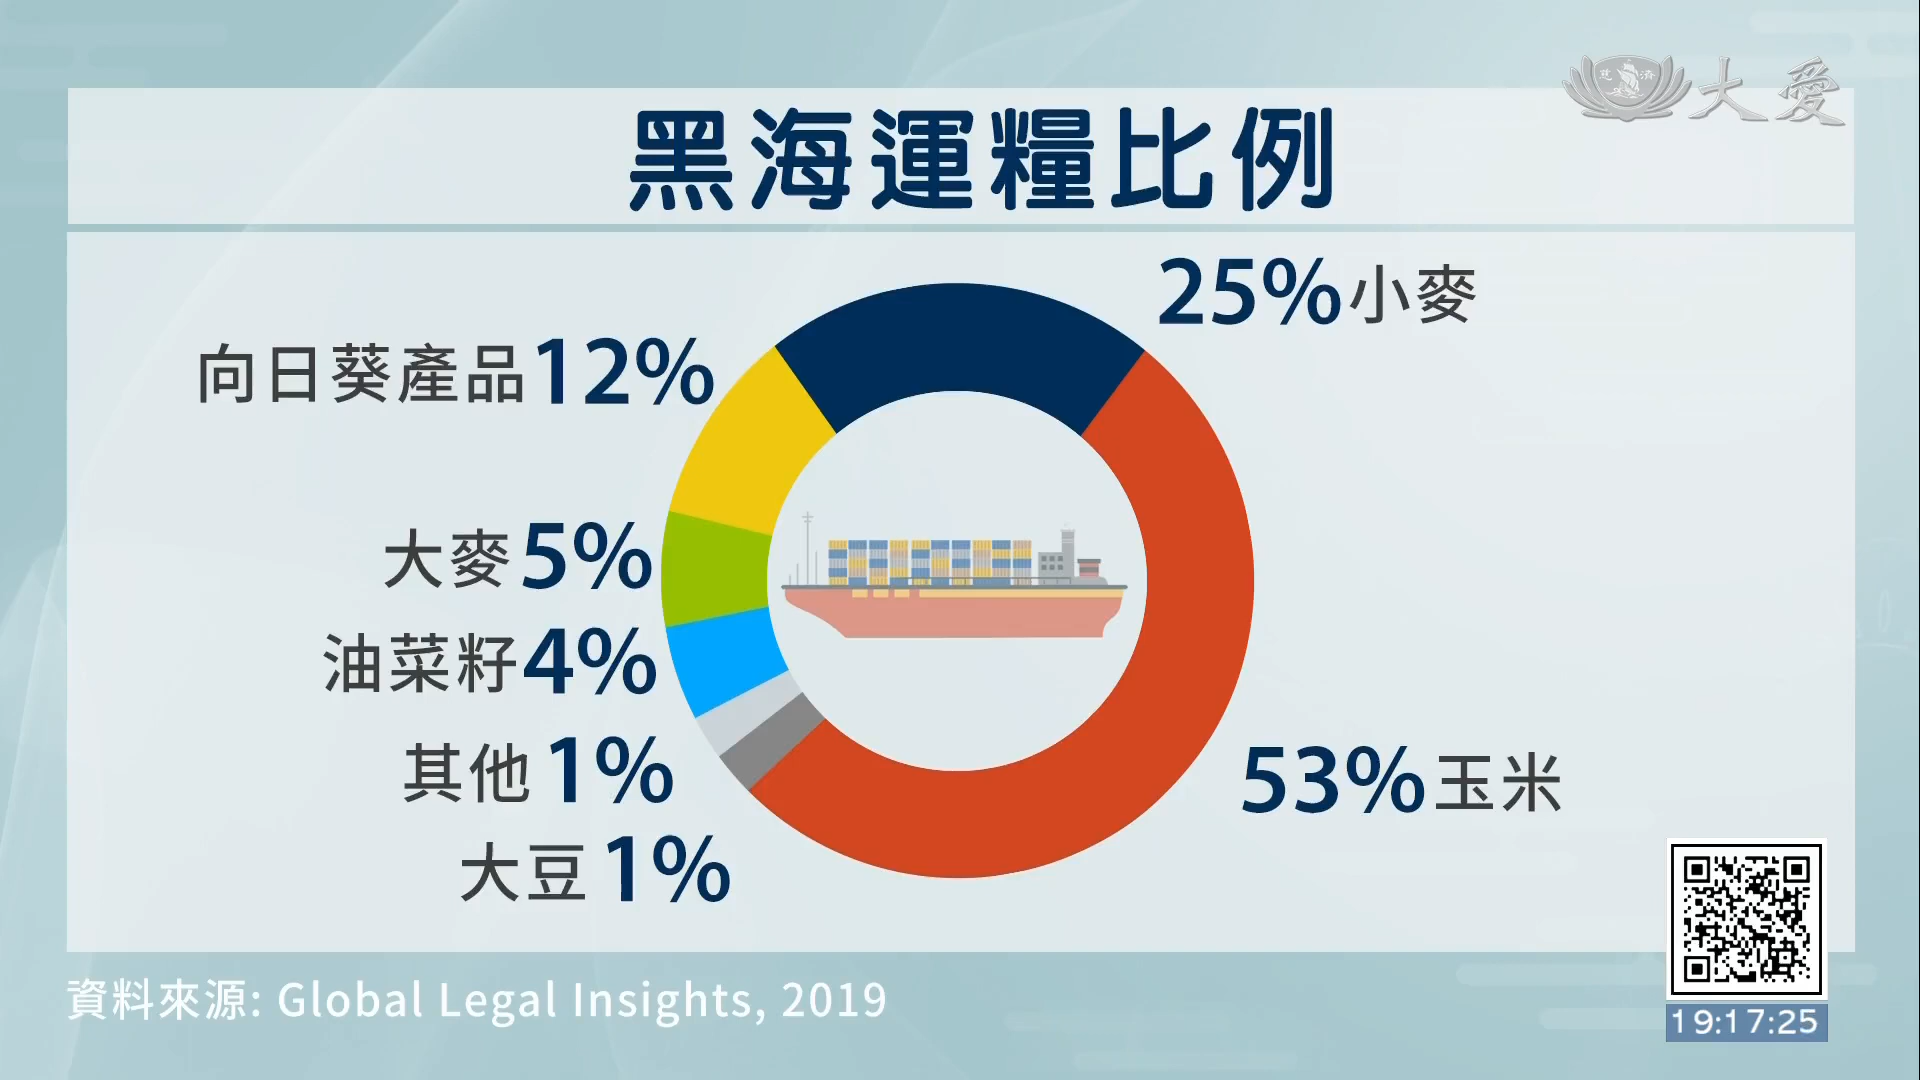 大愛
慈濟
黑海運糧比例
25%小麥
向日葵產品12%
大麥5%
油菜籽4%
53%玉米
其他1%
大豆1%
資料來源: Global Legal Insights, 2019
19:17:25